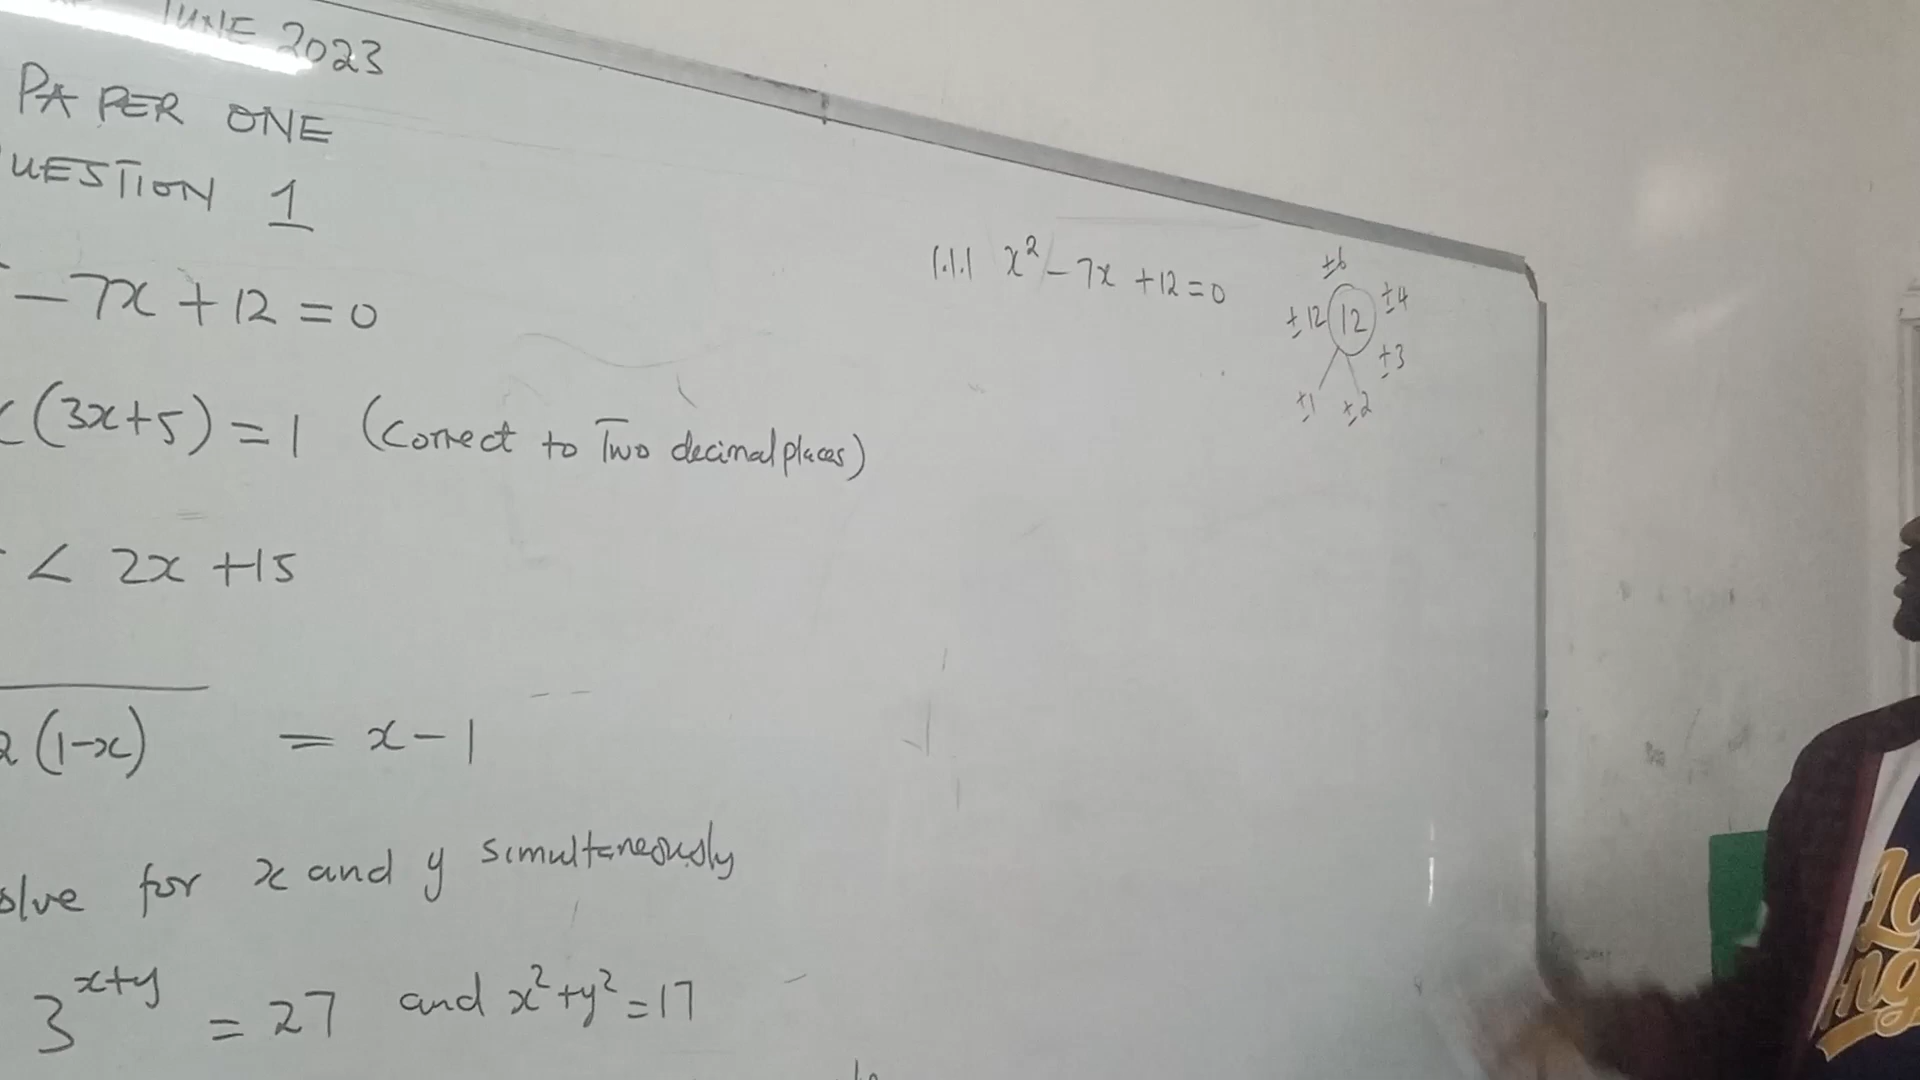 JUNE 2023
PAPER ONE
QUESTION 1
- 7x + 12 = 0
(3x+5) = 1 (Correct to Two decimal places)
< 2x + 15
2(1-x) = x - 1
olve for x and y simultaneously
3^{x+y} = 27 and x² + y² = 17
1.1.1 x² - 7x + 12 = 0
±6
±12 12 ±4
±3
±1 ±2